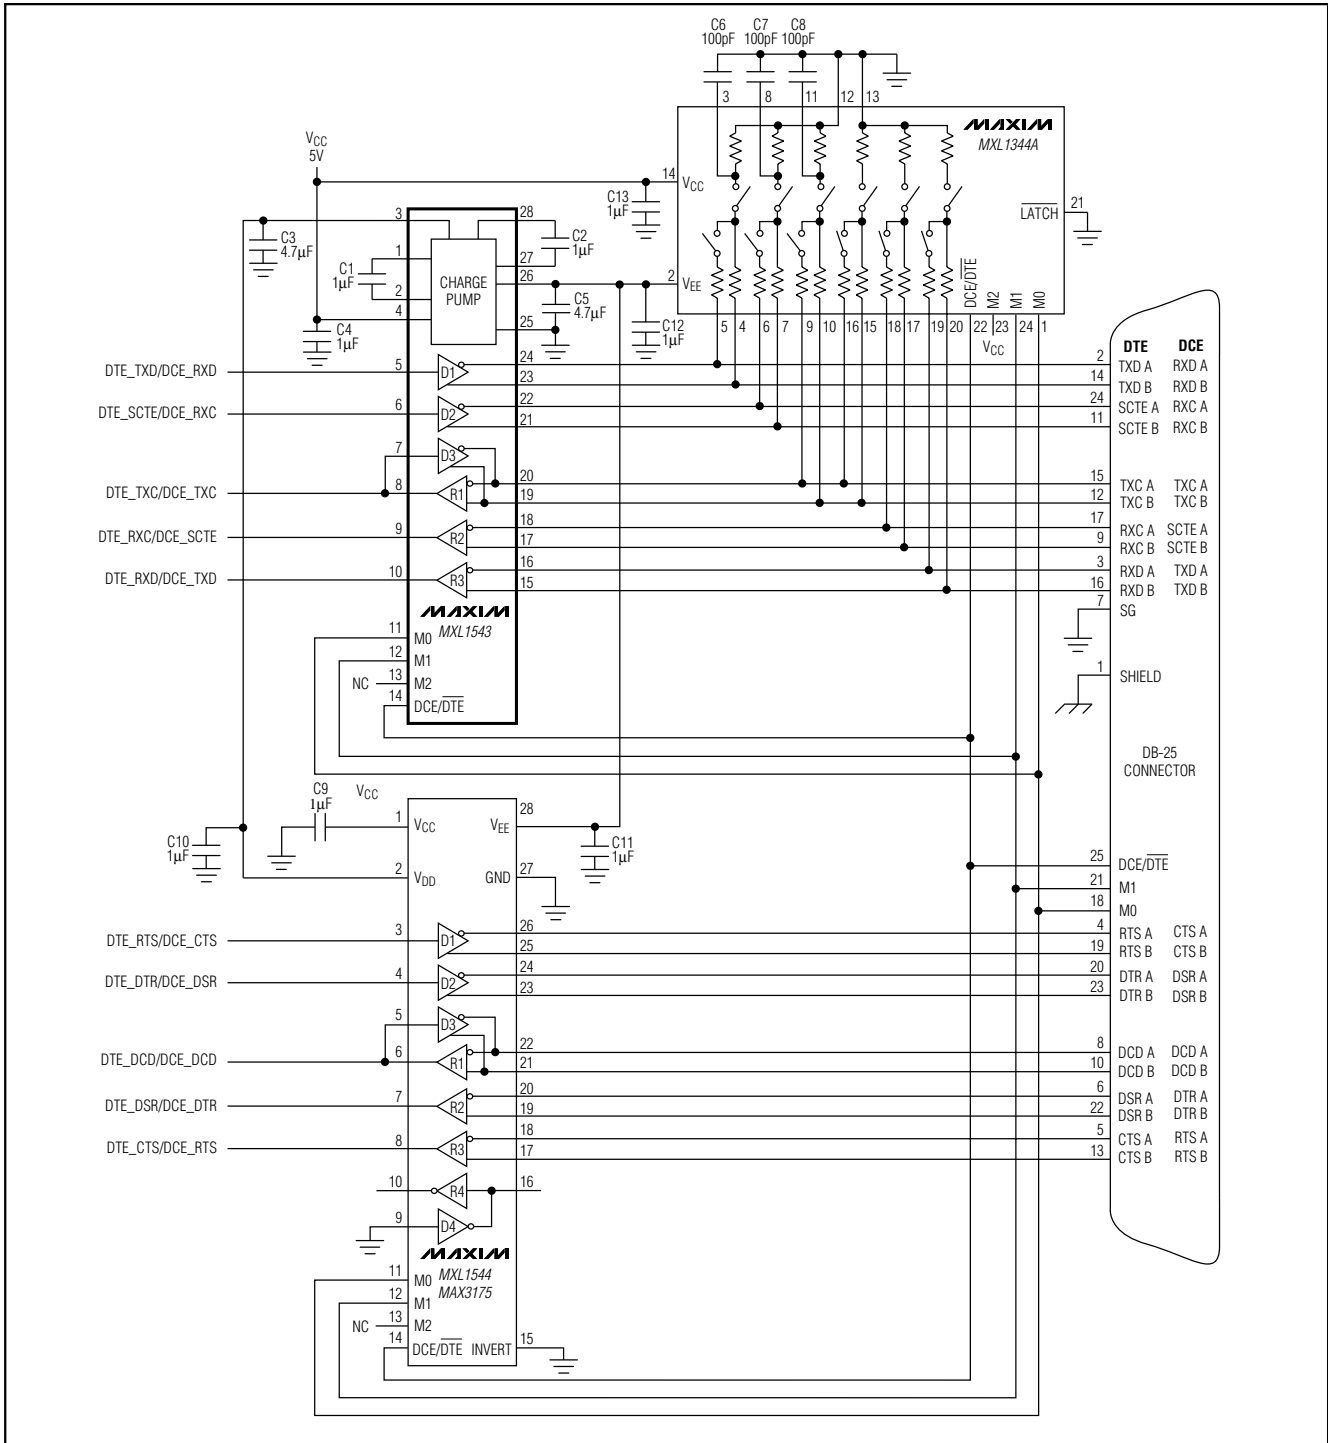 C6 C7 C8
100pF 100pF 100pF
3 8 11 12 13
MAXIM
MXL1344A
VCC
5V
14 VCC
C13
1µF
LATCH 21
3 28
C3
4.7µF
C2
1µF
1 27
C1
1µF
CHARGE
PUMP
26 2 VEE
2
4 25
C5
4.7µF
C12
1µF
C4
1µF
DCE/DTE M2 M1 M0
5 4 6 7 9 10 16 15 18 17 19 20 22 23 24 1
VCC
DTE DCE
DTE_TXD/DCE_RXD 5 D1 24 2 TXD A RXD A
23 14 TXD B RXD B
DTE_SCTE/DCE_RXC 6 D2 22 24 SCTE A RXC A
21 11 SCTE B RXC B
7 D3
DTE_TXC/DCE_TXC 8 R1 20 15 TXC A TXC A
19 12 TXC B TXC B
DTE_RXC/DCE_SCTE 9 R2 18 17 RXC A SCTE A
17 9 RXC B SCTE B
DTE_RXD/DCE_TXD 10 R3 16 3 RXD A TXD A
15 16 RXD B TXD B
7 SG
MAXIM
MXL1543
11 M0
12 M1
NC 13 M2
14 DCE/DTE
1 SHIELD
DB-25
CONNECTOR
C9
1µF
VCC
1 VCC VEE 28
C10
1µF
C11
1µF
2 VDD GND 27
25 DCE/DTE
21 M1
18 M0
DTE_RTS/DCE_CTS 3 D1 26 4 RTS A CTS A
25 19 RTS B CTS B
DTE_DTR/DCE_DSR 4 D2 24 20 DTR A DSR A
23 23 DTR B DSR B
5 D3
DTE_DCD/DCE_DCD 6 R1 22 8 DCD A DCD A
21 10 DCD B DCD B
DTE_DSR/DCE_DTR 7 R2 20 6 DSR A DTR A
19 22 DSR B DTR B
DTE_CTS/DCE_RTS 8 R3 18 5 CTS A RTS A
17 13 CTS B RTS B
10 R4 16
9 D4
MAXIM
MXL1544
MAX3175
11 M0
12 M1
NC 13 M2
14 DCE/DTE INVERT 15